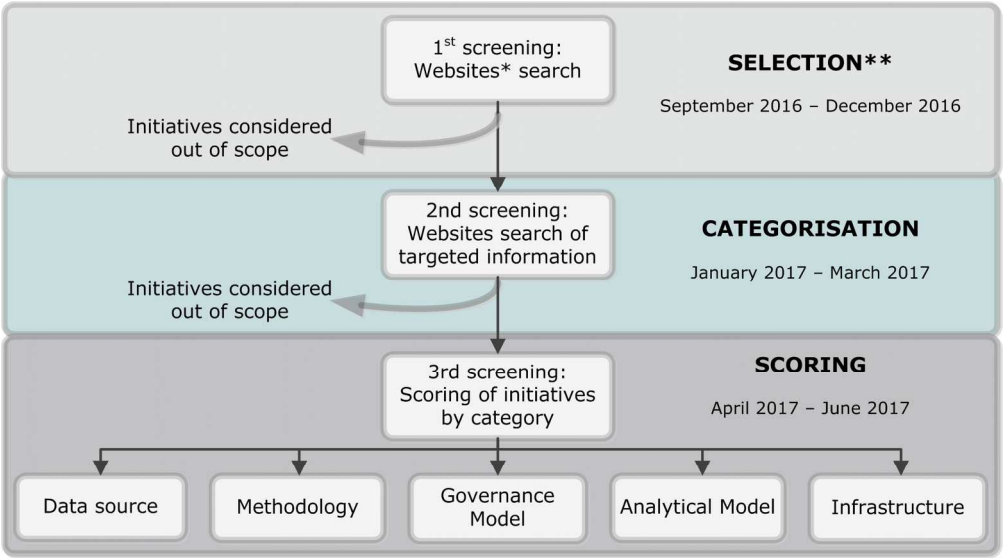 1st screening:
Websites* search
SELECTION**
September 2016 – December 2016
Initiatives considered
out of scope
2nd screening:
Websites search of
targeted information
CATEGORISATION
January 2017 – March 2017
Initiatives considered
out of scope
3rd screening:
Scoring of initiatives
by category
SCORING
April 2017 – June 2017
Data source
Methodology
Governance
Model
Analytical Model
Infrastructure